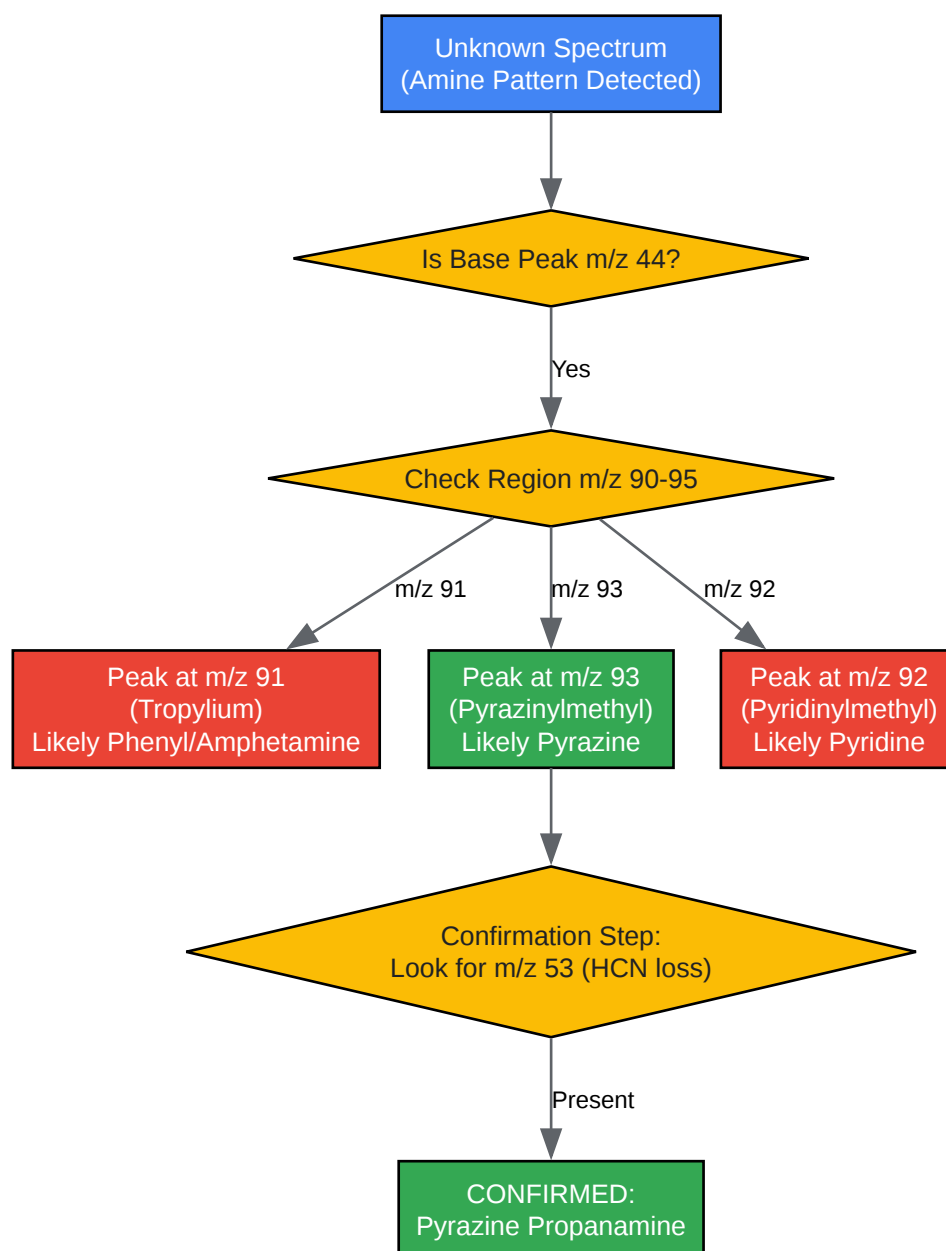 Unknown Spectrum
(Amine Pattern Detected)
Is Base Peak m/z 44?
Yes
Check Region m/z 90-95
m/z 91
m/z 93
m/z 92
Peak at m/z 91
(Tropylium)
Likely Phenyl/Amphetamine
Peak at m/z 93
(Pyrazinylmethyl)
Likely Pyrazine
Peak at m/z 92
(Pyridinylmethyl)
Likely Pyridine
Confirmation Step:
Look for m/z 53 (HCN loss)
Present
CONFIRMED:
Pyrazine Propanamine